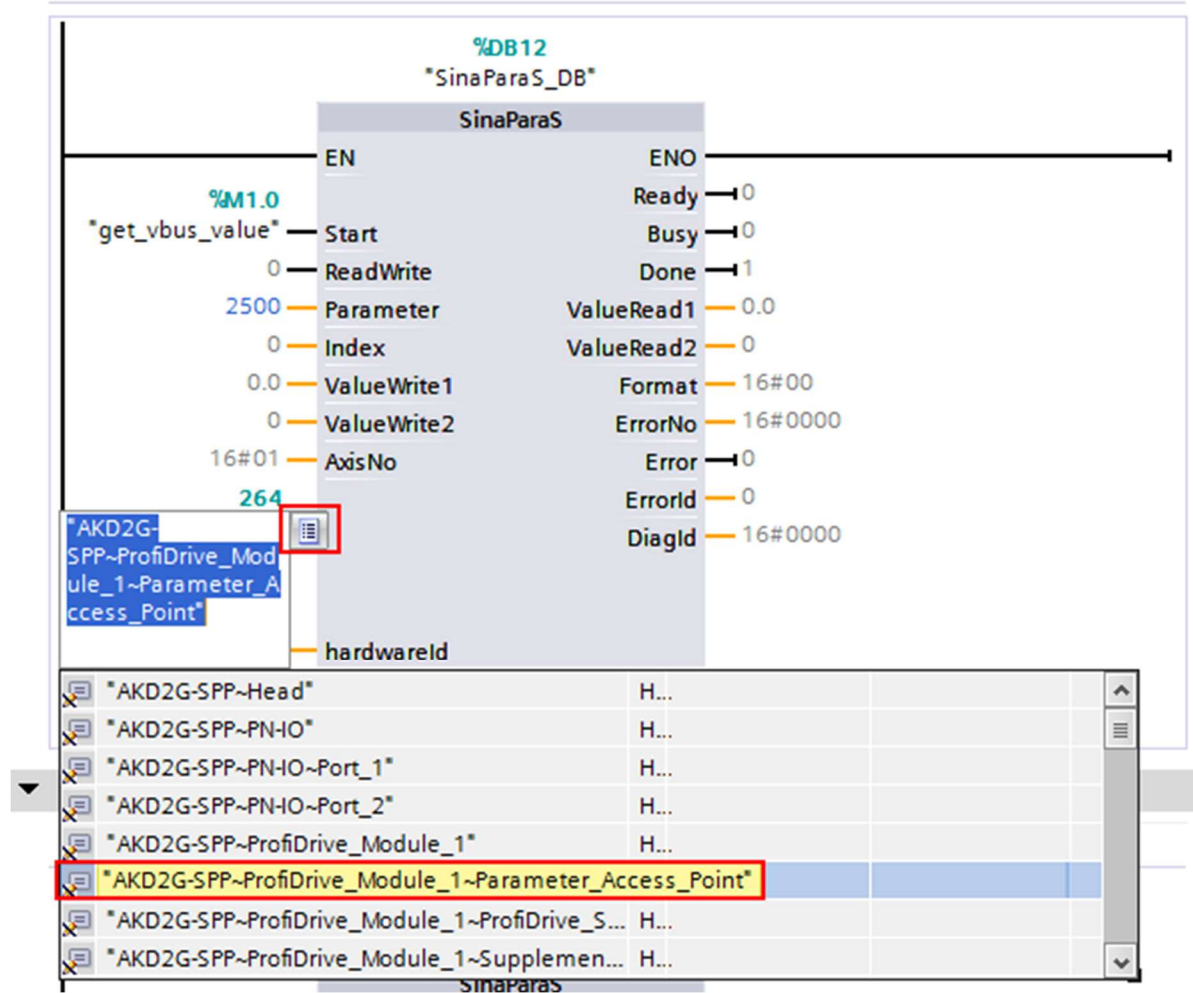 %DB12
"SinaParaS_DB"
SinaParaS
EN ENO
Ready 0
%M1.0
"get_vbus_value" Start Busy 0
0 ReadWrite Done 1
2500 Parameter ValueRead1 0.0
0 Index ValueRead2 0
0.0 ValueWrite1 Format 16#00
0 ValueWrite2 ErrorNo 16#0000
16#01 AxisNo Error 0
264 ErrorId 0
DiagId 16#0000
"AKD2G-
SPP~ProfiDrive_Mod
ule_1~Parameter_A
ccess_Point"
hardwareId
"AKD2G-SPP~Head" H...
"AKD2G-SPP~PN-IO" H...
"AKD2G-SPP~PN-IO~Port_1" H...
"AKD2G-SPP~PN-IO~Port_2" H...
"AKD2G-SPP~ProfiDrive_Module_1" H...
"AKD2G-SPP~ProfiDrive_Module_1~Parameter_Access_Point"
"AKD2G-SPP~ProfiDrive_Module_1~ProfiDrive_S... H...
"AKD2G-SPP~ProfiDrive_Module_1~Supplemen... H...
SinaParaS